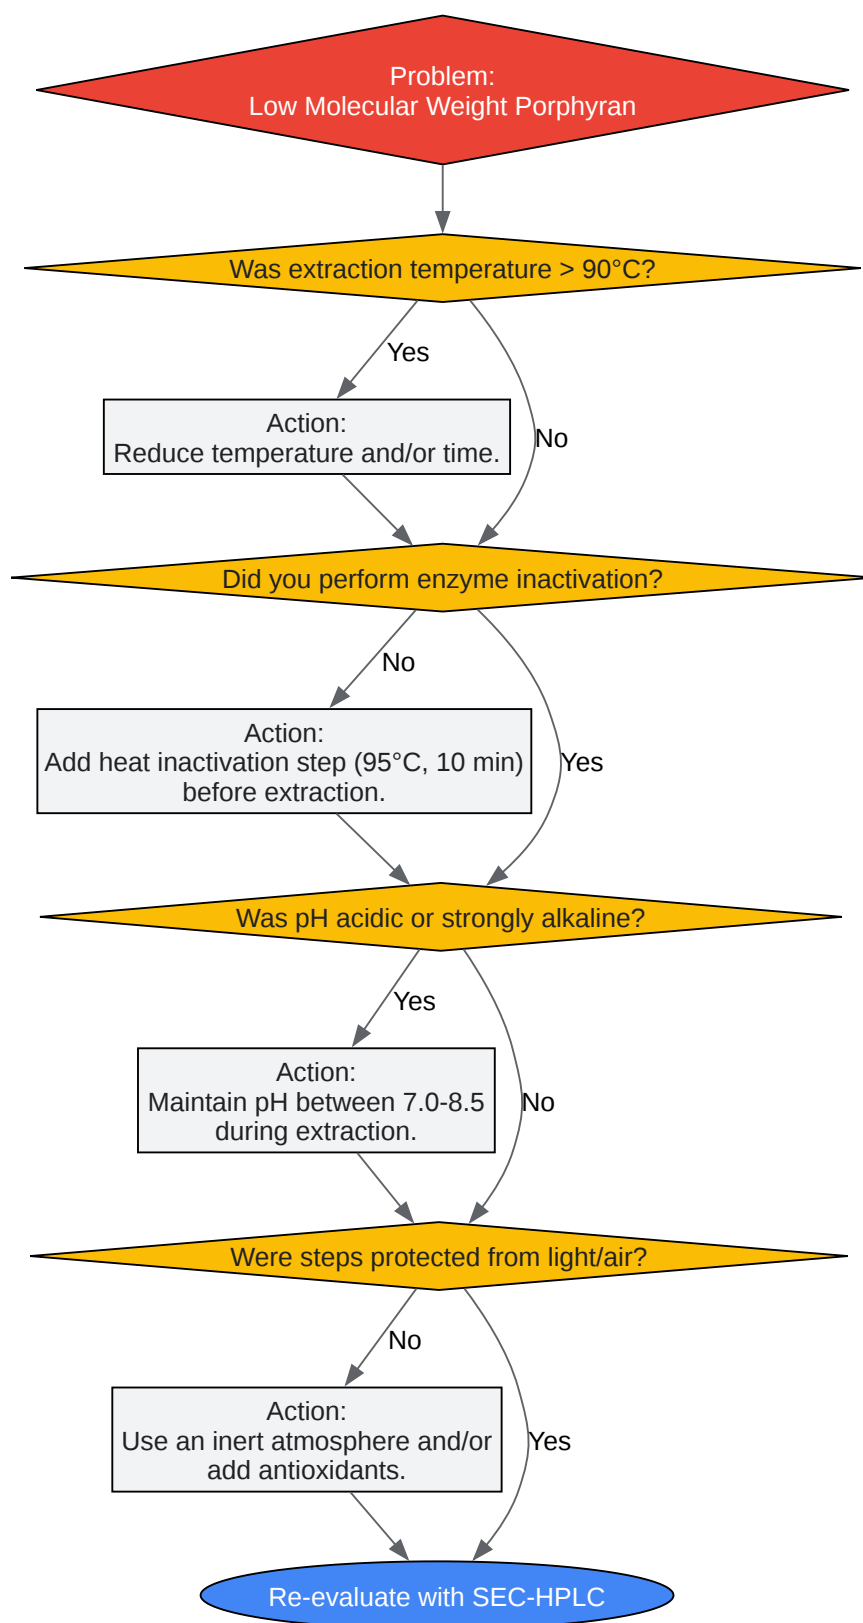 Problem:
Low Molecular Weight Porphyran
Was extraction temperature > 90°C?
Yes
Action:
Reduce temperature and/or time.
No
Did you perform enzyme inactivation?
No
Action:
Add heat inactivation step (95°C, 10 min)
before extraction.
Yes
Was pH acidic or strongly alkaline?
Yes
Action:
Maintain pH between 7.0-8.5
during extraction.
No
Were steps protected from light/air?
No
Action:
Use an inert atmosphere and/or
add antioxidants.
Yes
Re-evaluate with SEC-HPLC